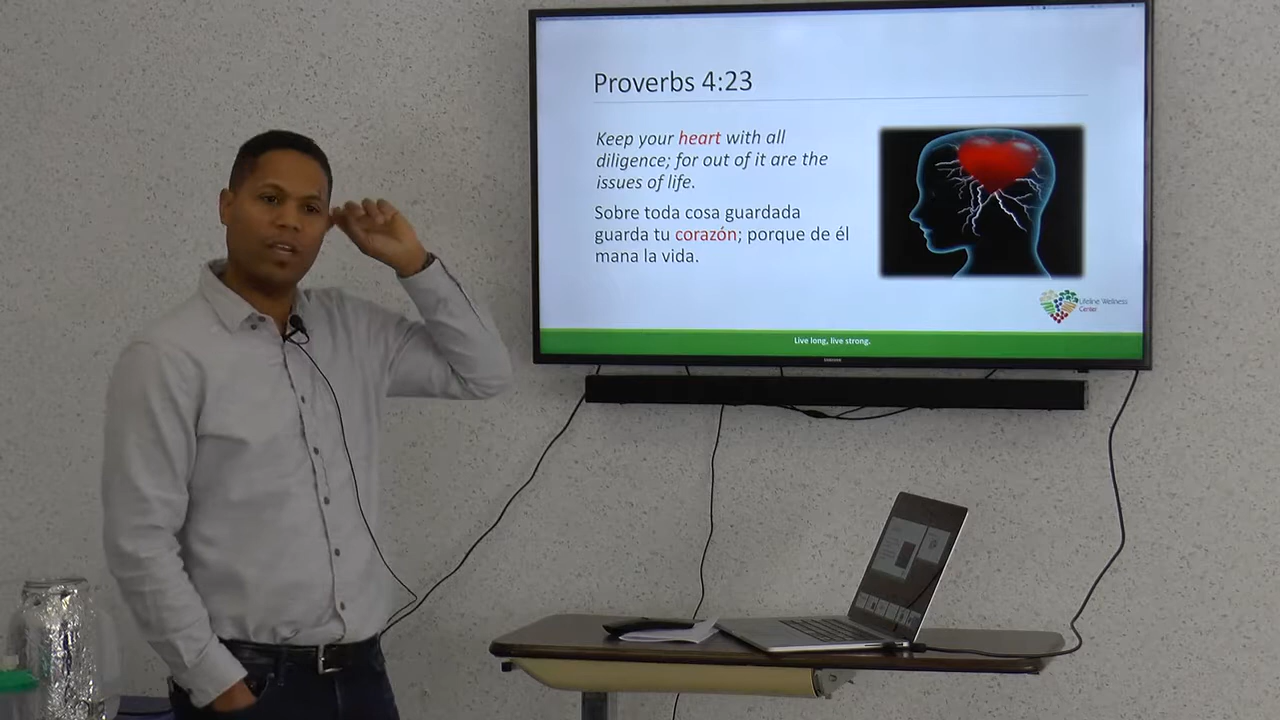 Proverbs 4:23
Keep your heart with all
diligence; for out of it are the
issues of life.
Sobre toda cosa guardada
guarda tu corazón; porque de él
mana la vida.
Lifeline Wellness
Center
Live long, live strong.
SAMSUNG